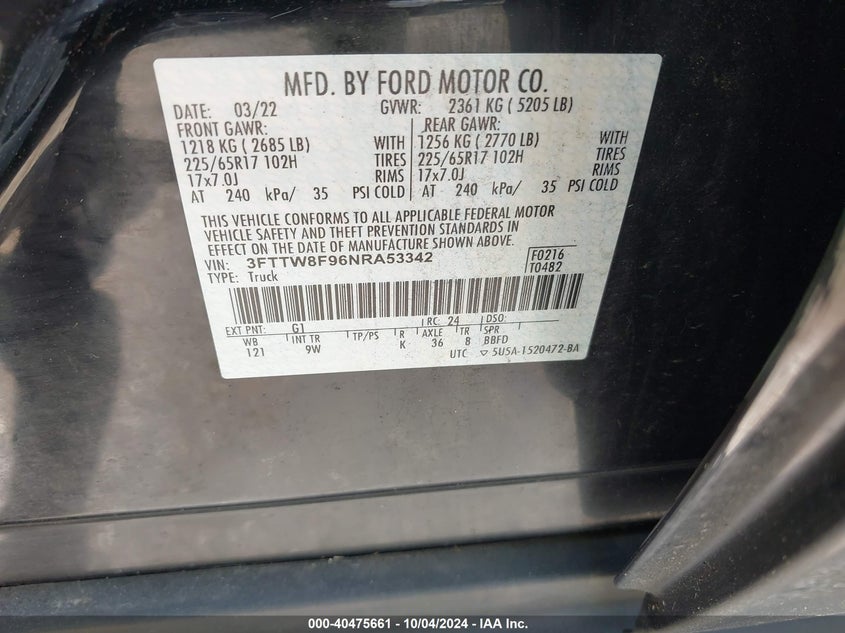 MFD. BY FORD MOTOR CO.
DATE: 03/22 GVWR: 2361 KG ( 5205 LB)
FRONT GAWR: REAR GAWR:
1218 KG ( 2685 LB) WITH 1256 KG ( 2770 LB) WITH
225/65R17 102H TIRES 225/65R17 102H TIRES
17x7.0J RIMS 17x7.0J RIMS
AT 240 kPa/ 35 PSI COLD AT 240 kPa/ 35 PSI COLD
THIS VEHICLE CONFORMS TO ALL APPLICABLE FEDERAL MOTOR
VEHICLE SAFETY AND THEFT PREVENTION STANDARDS IN
EFFECT ON THE DATE OF MANUFACTURE SHOWN ABOVE.
VIN: 3FTTW8F96NRA53342 F0216
TYPE: Truck T0482
EXT PNT: G1 RC: 24 DSO:
WB INT TR TP/PS R AXLE TR SPR
121 9W K 36 8 BBFD
UTC ▽ 5U5A-1520472-BA
000-40475661 - 10/04/2024 - IAA Inc.